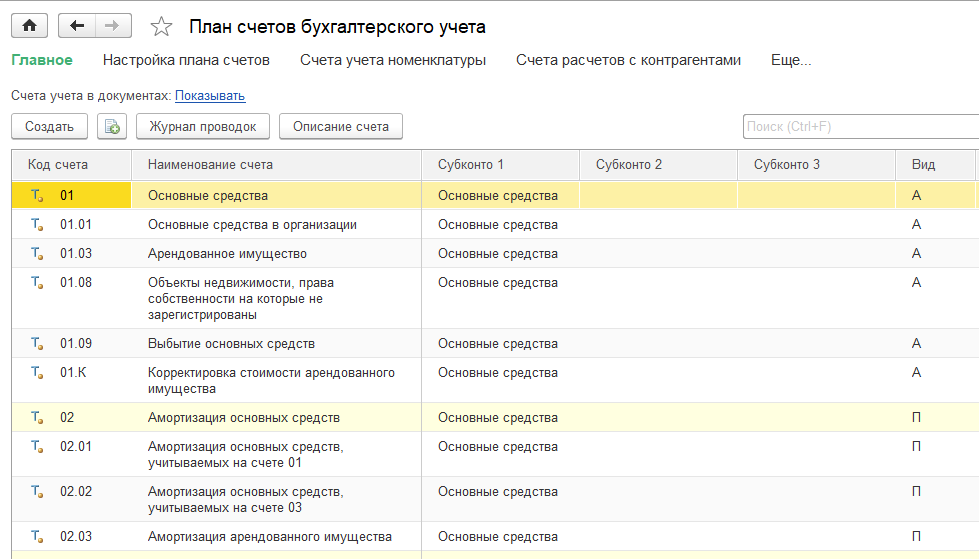 План счетов бухгалтерского учета
Главное Настройка плана счетов Счета учета номенклатуры Счета расчетов с контрагентами Еще...
Счета учета в документах: Показывать
Создать Журнал проводок Описание счета Поиск (Ctrl+F)
Код счета Наименование счета Субконто 1 Субконто 2 Субконто 3 Вид
01 Основные средства Основные средства А
01.01 Основные средства в организации Основные средства А
01.03 Арендованное имущество Основные средства А
01.08 Объекты недвижимости, права Основные средства А
собственности на которые не
зарегистрированы
01.09 Выбытие основных средств Основные средства А
01.К Корректировка стоимости арендованного Основные средства А
имущества
02 Амортизация основных средств Основные средства П
02.01 Амортизация основных средств, Основные средства П
учитываемых на счете 01
02.02 Амортизация основных средств, Основные средства П
учитываемых на счете 03
02.03 Амортизация арендованного имущества Основные средства П